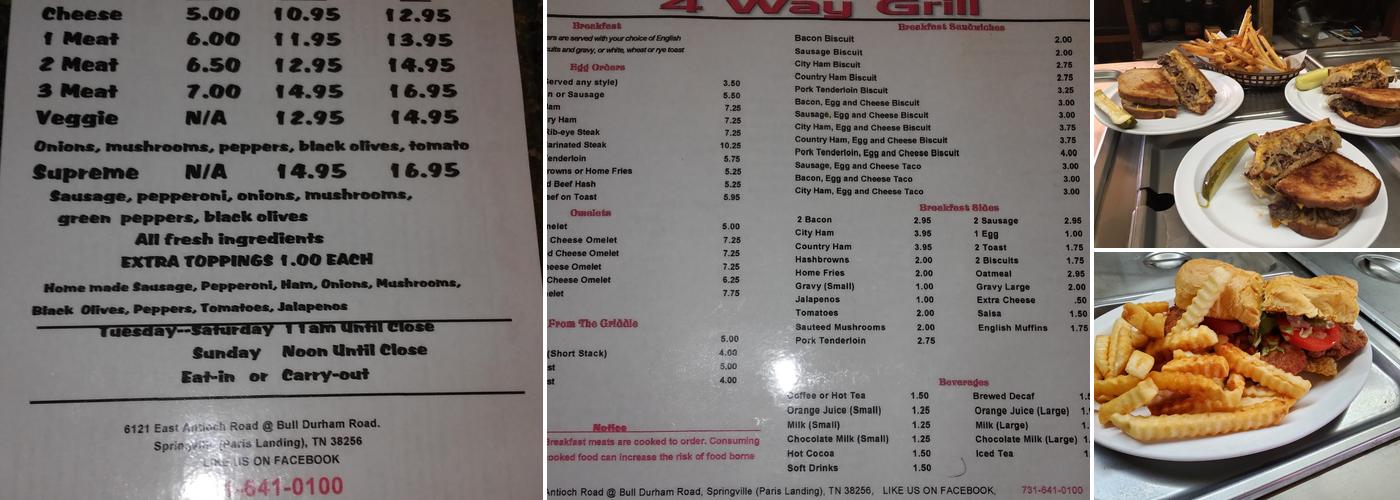 Cheese 5.00 10.95 12.95
1 Meat 6.00 11.95 13.95
2 Meat 6.50 12.95 14.95
3 Meat 7.00 14.95 16.95
Veggie N/A 12.95 14.95
Onions, mushrooms, peppers, black olives, tomato
Supreme N/A 14.95 16.95
Sausage, pepperoni, onions, mushrooms,
green peppers, black olives
All fresh ingredients
EXTRA TOPPINGS 1.00 EACH
Home made Sausage, Pepperoni, Ham, Onions, Mushrooms,
Black Olives, Peppers, Tomatoes, Jalapenos
Tuesday--Saturday 11am Until Close
Sunday Noon Until Close
Eat-in or Carry-out
6121 East Antioch Road @ Bull Durham Road.
(Paris Landing), TN 38256
LIKE US ON FACEBOOK
1-641-0100
4 Way Grill
Breakfast
are served with your choice of English
and gravy, or white, wheat or rye toast
Egg Orders
served any style) 3.50
or Sausage 5.50
7.25
Ham 7.25
Rib-eye Steak 7.25
Steak 10.25
5.75
or Home Fries 5.25
Beef Hash 5.25
on Toast 5.95
Omelets
5.00
Cheese Omelet 7.25
Cheese Omelet 7.25
Omelet 7.25
Cheese Omelet 6.25
7.75
From The Griddle
5.00
(Short Stack) 4.00
5.00
4.00
Notice
Breakfast meats are cooked to order. Consuming
food can increase the risk of food borne
Breakfast Sandwiches
Bacon Biscuit 2.00
Sausage Biscuit 2.00
City Ham Biscuit 2.75
Country Ham Biscuit 2.75
Pork Tenderloin Biscuit 3.25
Bacon, Egg and Cheese Biscuit 3.00
Sausage, Egg and Cheese Biscuit 3.00
City Ham, Egg and Cheese Biscuit 3.75
Country Ham, Egg and Cheese Biscuit 3.75
Pork Tenderloin, Egg and Cheese Biscuit 4.00
Sausage, Egg and Cheese Taco 3.00
Bacon, Egg and Cheese Taco 3.00
City Ham, Egg and Cheese Taco 3.00
Breakfast Sides
2 Bacon 2.95 2 Sausage 2.95
City Ham 3.95 1 Egg 1.00
Country Ham 3.95 2 Toast 1.75
Hashbrowns 2.00 2 Biscuits 1.75
Home Fries 2.00 Oatmeal 2.95
Gravy (Small) 1.00 Gravy Large 2.00
Jalapenos 1.00 Extra Cheese .50
Tomatoes 2.00 Salsa 1.50
Sauteed Mushrooms 2.00 English Muffins 1.75
Pork Tenderloin 2.75
Beverages
Coffee or Hot Tea 1.50 Brewed Decaf
Orange Juice (Small) 1.25 Orange Juice (Large)
Milk (Small) 1.25 Milk (Large)
Chocolate Milk (Small) 1.25 Chocolate Milk (Large)
Hot Cocoa 1.50 Iced Tea
Soft Drinks 1.50
Antioch Road @ Bull Durham Road, Springville (Paris Landing), TN 38256, LIKE US ON FACEBOOK, 731-641-0100